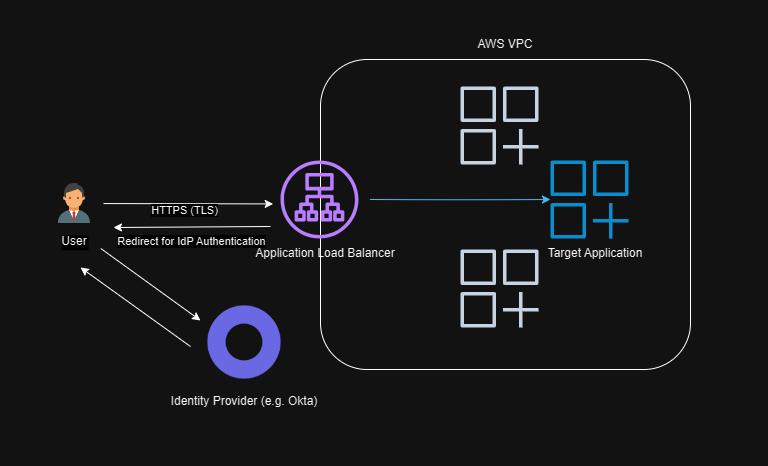 AWS VPC
HTTPS (TLS)
Redirect for IdP Authentication
User
Application Load Balancer
Target Application
Identity Provider (e.g. Okta)